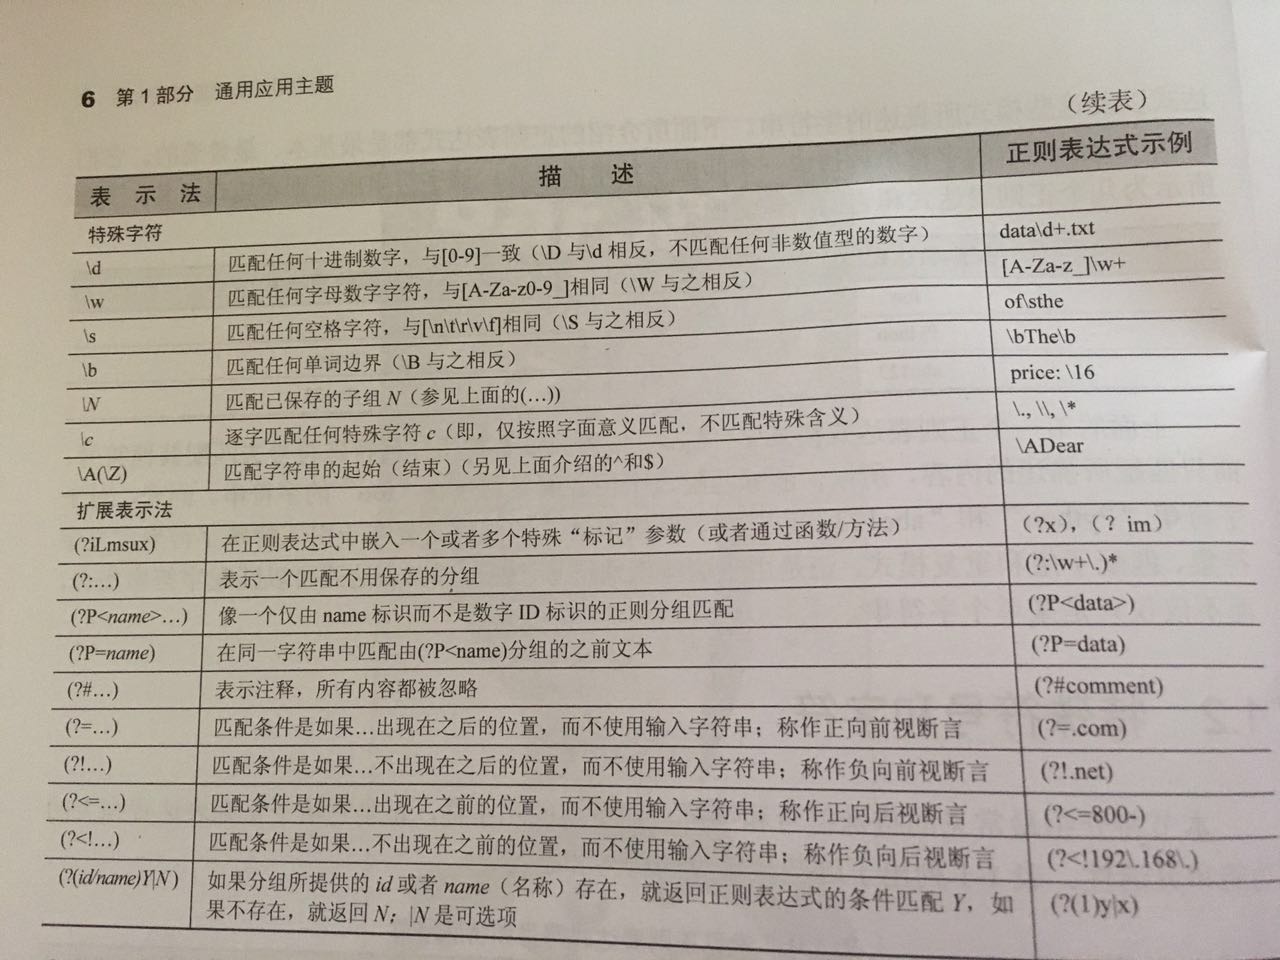 6 第1部分 通用应用主题
（续表）
表 示 法 描 述 正则表达式示例
特殊字符
\d 匹配任何十进制数字，与[0-9]一致（\D 与\d 相反，不匹配任何非数值型的数字） data\d+.txt
\w 匹配任何字母数字字符，与[A-Za-z0-9_]相同（\W 与之相反） [A-Za-z_]\w+
\s 匹配任何空格字符，与[\n\t\r\v\f]相同（\S 与之相反） of\sthe
\b 匹配任何单词边界（\B 与之相反） \bThe\b
\N 匹配已保存的子组 N（参见上面的(…)） price: \16
\c 逐字匹配任何特殊字符 c（即，仅按照字面意义匹配，不匹配特殊含义） \., \\, \*
\A(\Z) 匹配字符串的起始（结束）（另见上面介绍的^和$） \ADear
扩展表示法
(?iLmsux) 在正则表达式中嵌入一个或者多个特殊“标记”参数（或者通过函数/方法） （?x），（? im）
(?:…) 表示一个匹配不用保存的分组 (?:\w+\.)*
(?P<name>…) 像一个仅由 name 标识而不是数字 ID 标识的正则分组匹配 (?P<data>)
(?P=name) 在同一字符串中匹配由(?P<name)分组的之前文本 (?P=data)
(?#…) 表示注释，所有内容都被忽略 (?#comment)
(?=…) 匹配条件是如果…出现在之后的位置，而不使用输入字符串；称作正向前视断言 (?=.com)
(?!…) 匹配条件是如果…不出现在之后的位置，而不使用输入字符串；称作负向前视断言 (?!.net)
(?<=…) 匹配条件是如果…出现在之前的位置，而不使用输入字符串；称作正向后视断言 (?<=800-)
(?<!…) 匹配条件是如果…不出现在之前的位置，而不使用输入字符串；称作负向后视断言 (?<!192\.168\.)
(?(id/name)Y|N) 如果分组所提供的 id 或者 name（名称）存在，就返回正则表达式的条件匹配 Y，如 (?(1)y|x)
果不存在，就返回 N；|N 是可选项